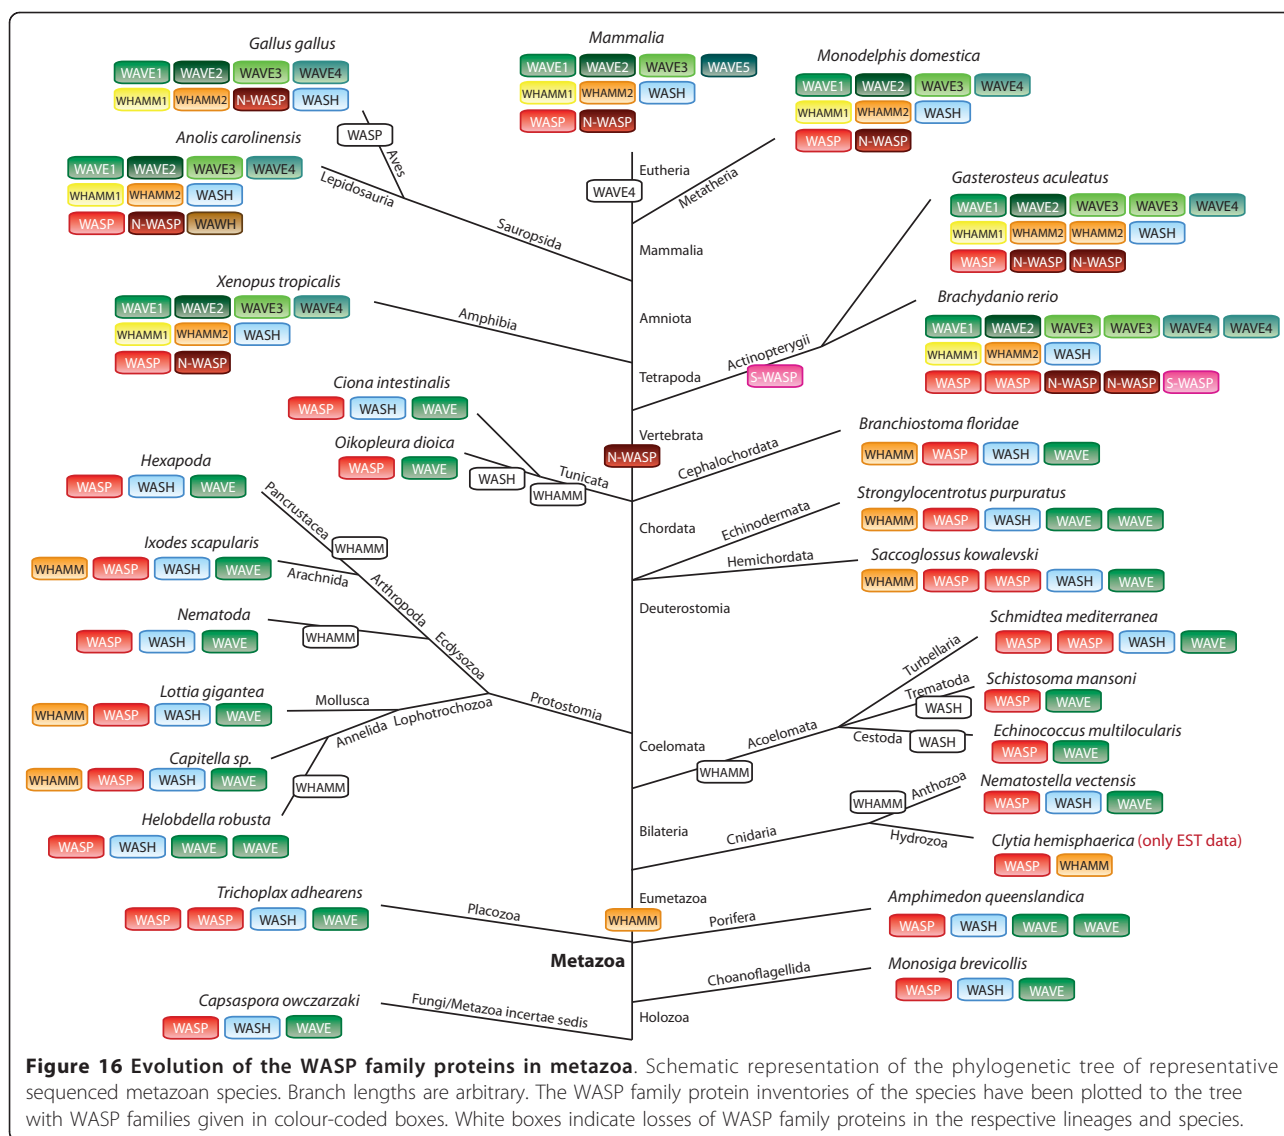 Gallus gallus
WAVE1 WAVE2 WAVE3 WAVE4
WHAMM1 WHAMM2 N-WASP WASH
Mammalia
WAVE1 WAVE2 WAVE3 WAVE5
WHAMM1 WHAMM2 WASH
WASP N-WASP
Monodelphis domestica
WAVE1 WAVE2 WAVE3 WAVE4
WHAMM1 WHAMM2 WASH
WASP N-WASP
Anolis carolinensis
WAVE1 WAVE2 WAVE3 WAVE4
WHAMM1 WHAMM2 WASH
WASP N-WASP WAWH
WASP
Aves
Lepidosauria
Sauropsida
Eutheria
WAVE4
Metatheria
Mammalia
Gasterosteus aculeatus
WAVE1 WAVE2 WAVE3 WAVE3 WAVE4
WHAMM1 WHAMM2 WHAMM2 WASH
WASP N-WASP N-WASP
Xenopus tropicalis
WAVE1 WAVE2 WAVE3 WAVE4
WHAMM1 WHAMM2 WASH
WASP N-WASP
Amphibia
Amniota
Tetrapoda
Actinopterygii
S-WASP
Brachydanio rerio
WAVE1 WAVE2 WAVE3 WAVE3 WAVE4 WAVE4
WHAMM1 WHAMM2 WASH
WASP WASP N-WASP N-WASP S-WASP
Ciona intestinalis
WASP WASH WAVE
Oikopleura dioica
WASP WAVE
WASH
WHAMM
Tunicata
Vertebrata
N-WASP
Cephalochordata
Branchiostoma floridae
WHAMM WASP WASH WAVE
Hexapoda
WASP WASH WAVE
Pancrustacea
WHAMM
Chordata
Echinodermata
Strongylocentrotus purpuratus
WHAMM WASP WASH WAVE WAVE
Hemichordata
Saccoglossus kowalevski
WHAMM WASP WASP WASH WAVE
Ixodes scapularis
WHAMM WASP WASH WAVE
Arachnida
Arthropoda
Deuterostomia
Nematoda
WASP WASH WAVE
WHAMM
Ecdysozoa
Schmidtea mediterranea
WASP WASP WASH WAVE
Turbellaria
Lottia gigantea
WHAMM WASP WASH WAVE
Mollusca
Annelida
Lophotrochozoa
Protostomia
Trematoda
WASH
Schistosoma mansoni
WASP WAVE
Coelomata
Acoelomata
WHAMM
Cestoda
WASH
Echinococcus multilocularis
WASP WAVE
Capitella sp.
WHAMM WASP WASH WAVE
WHAMM
Helobdella robusta
WASP WASH WAVE WAVE
Bilateria
Cnidaria
WHAMM
Anthozoa
Nematostella vectensis
WASP WASH WAVE
Hydrozoa
Clytia hemisphaerica (only EST data)
WASP WHAMM
Trichoplax adhearens
WASP WASP WASH WAVE
Placozoa
Eumetazoa
WHAMM
Porifera
Amphimedon queenslandica
WASP WASH WAVE WAVE
Metazoa
Choanoflagellida
Monosiga brevicollis
WASP WASH WAVE
Capsaspora owczarzaki
WASP WASH WAVE
Fungi/Metazoa incertae sedis
Holozoa
Figure 16 Evolution of the WASP family proteins in metazoa. Schematic representation of the phylogenetic tree of representative
sequenced metazoan species. Branch lengths are arbitrary. The WASP family protein inventories of the species have been plotted to the tree
with WASP families given in colour-coded boxes. White boxes indicate losses of WASP family proteins in the respective lineages and species.